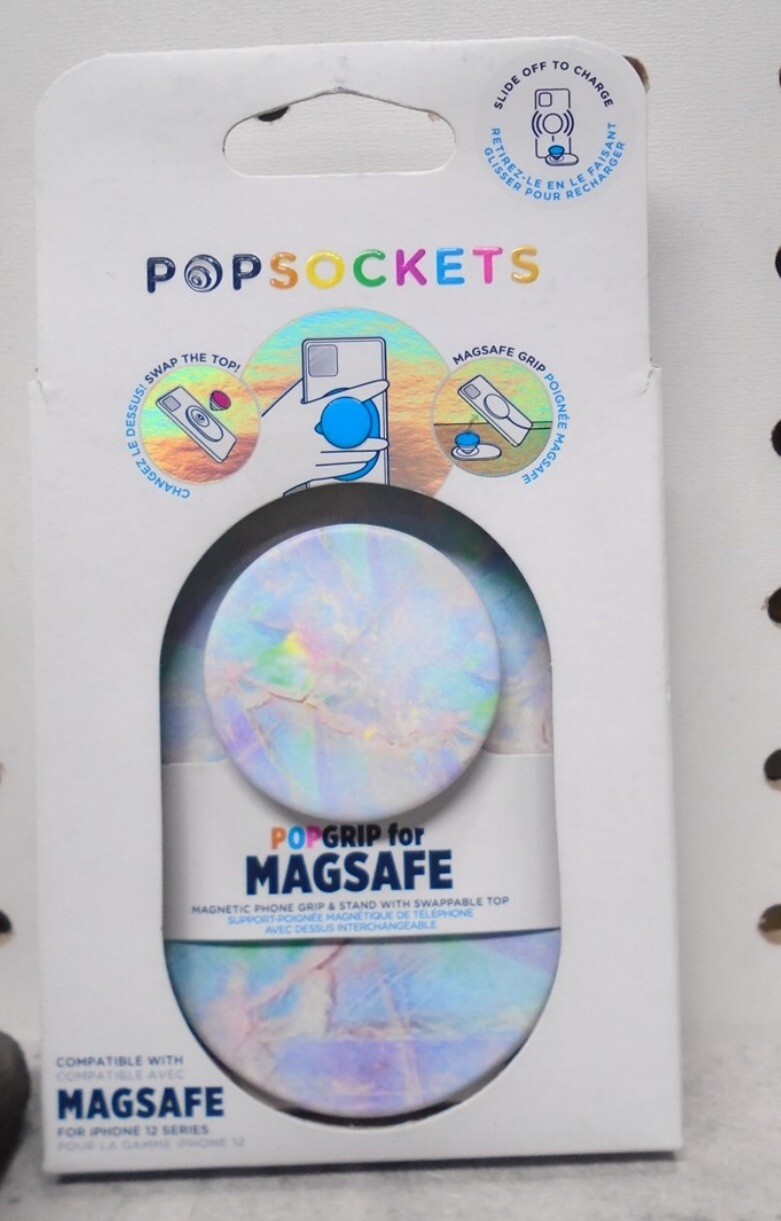 SLIDE OFF TO CHARGE
RETIREZ-LE EN LE FAISANT
GLISSER POUR RECHARGER
POPSOCKETS
CHANGEZ LE DESSUS! SWAP THE TOP!
MAGSAFE GRIP POIGNÉE MAGSAFE
POPGRIP for
MAGSAFE
MAGNETIC PHONE GRIP & STAND WITH SWAPPABLE TOP
SUPPORT-POIGNÉE MAGNÉTIQUE DE TÉLÉPHONE
AVEC DESSUS INTERCHANGEABLE
COMPATIBLE WITH
COMPATIBLE AVEC
MAGSAFE
FOR iPHONE 12 SERIES
POUR LA GAMME iPHONE 12